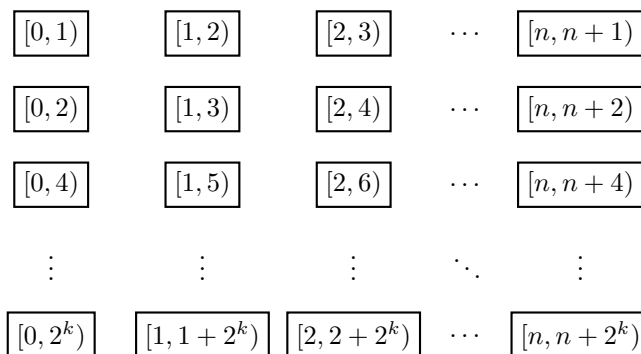 [0, 1) [1, 2) [2, 3) ⋯ [n, n + 1)
[0, 2) [1, 3) [2, 4) ⋯ [n, n + 2)
[0, 4) [1, 5) [2, 6) ⋯ [n, n + 4)
⋮ ⋮ ⋮ ⋱ ⋮
[0, 2^k) [1, 1 + 2^k) [2, 2 + 2^k) ⋯ [n, n + 2^k)